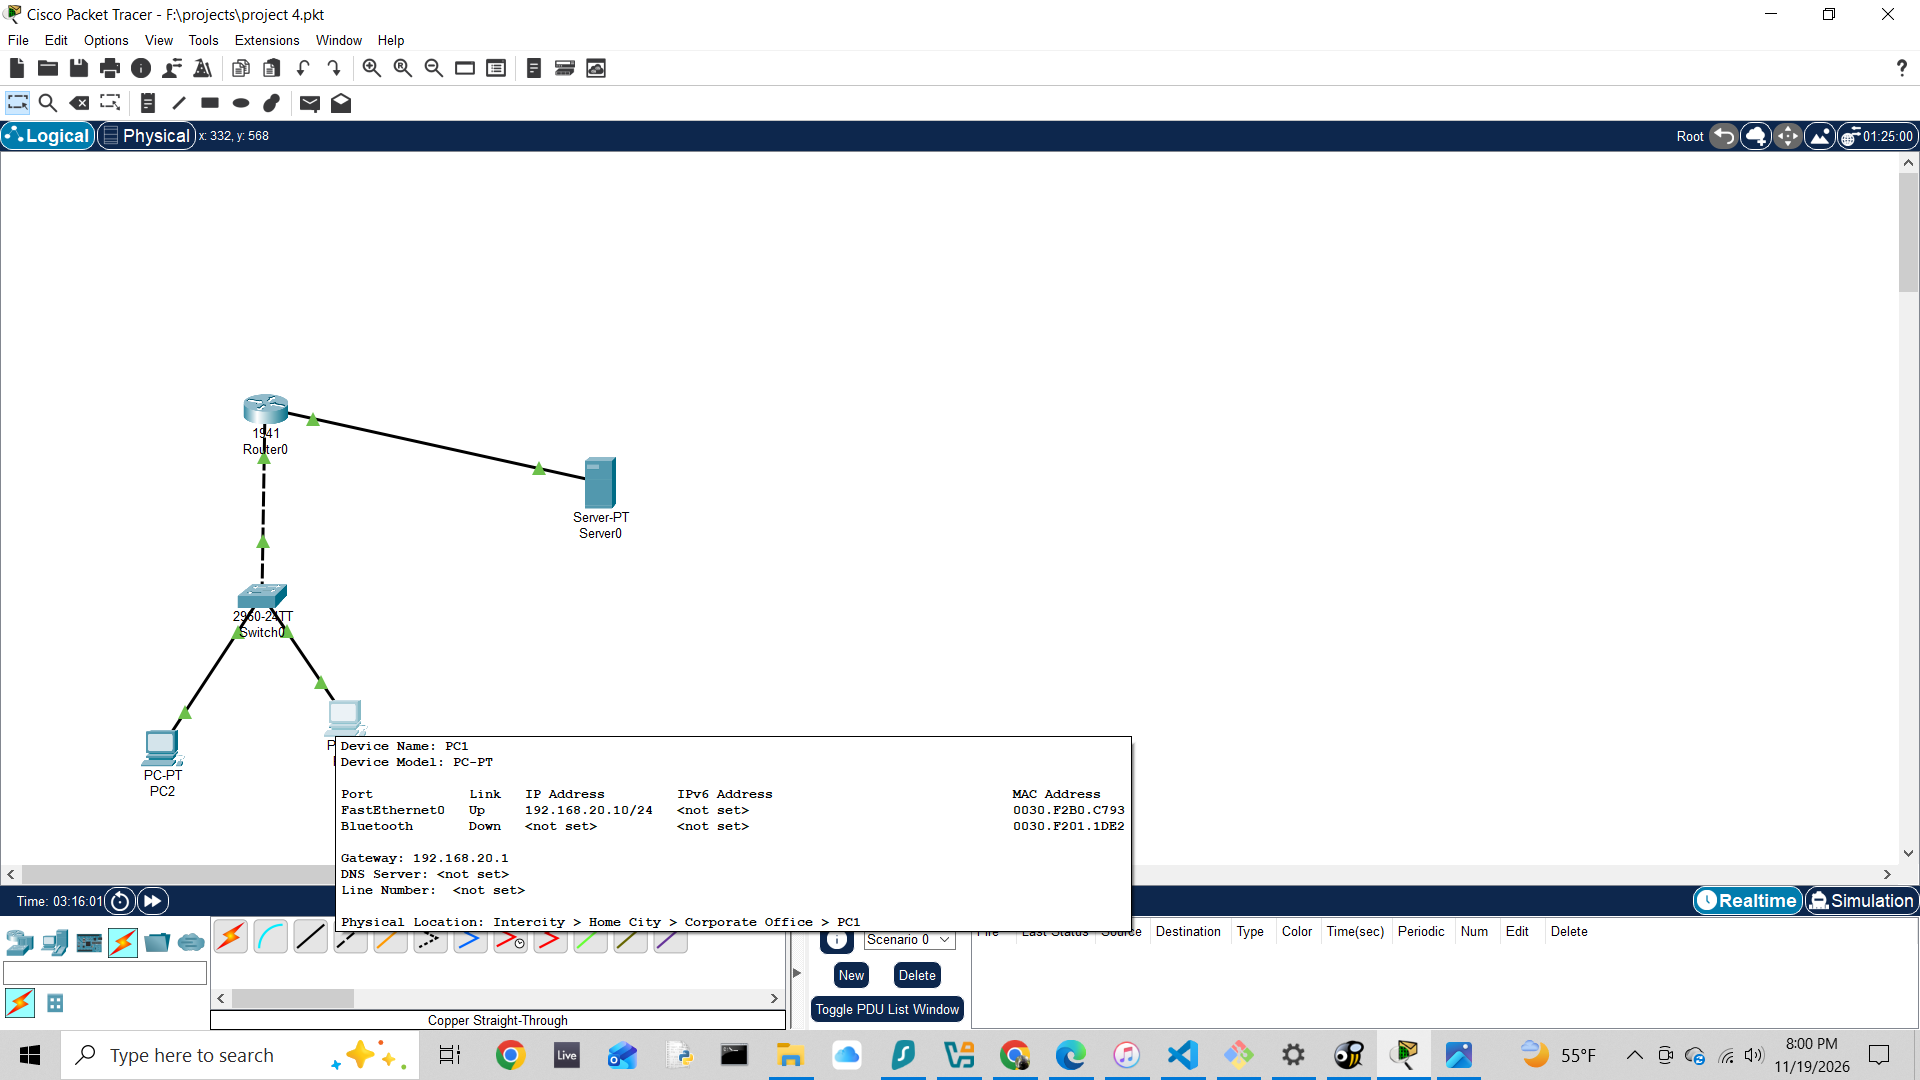 Cisco Packet Tracer - F:\projects\project 4.pkt
File Edit Options View Tools Extensions Window Help
?
Logical Physical x: 332, y: 568 Root 01:25:00
1941
Router0
Server-PT
Server0
2960-24TT
Switch0
PC-PT
PC2
Device Name: PC1
Device Model: PC-PT
Port Link IP Address IPv6 Address MAC Address
FastEthernet0 Up 192.168.20.10/24 <not set> 0030.F2B0.C793
Bluetooth Down <not set> <not set> 0030.F201.1DE2
Gateway: 192.168.20.1
DNS Server: <not set>
Line Number: <not set>
Physical Location: Intercity > Home City > Corporate Office > PC1
Time: 03:16:01 Realtime Simulation
Scenario 0 Fire Last Status Source Destination Type Color Time(sec) Periodic Num Edit Delete
New Delete
Toggle PDU List Window
Copper Straight-Through
Type here to search Live 55°F 8:00 PM
11/19/2026